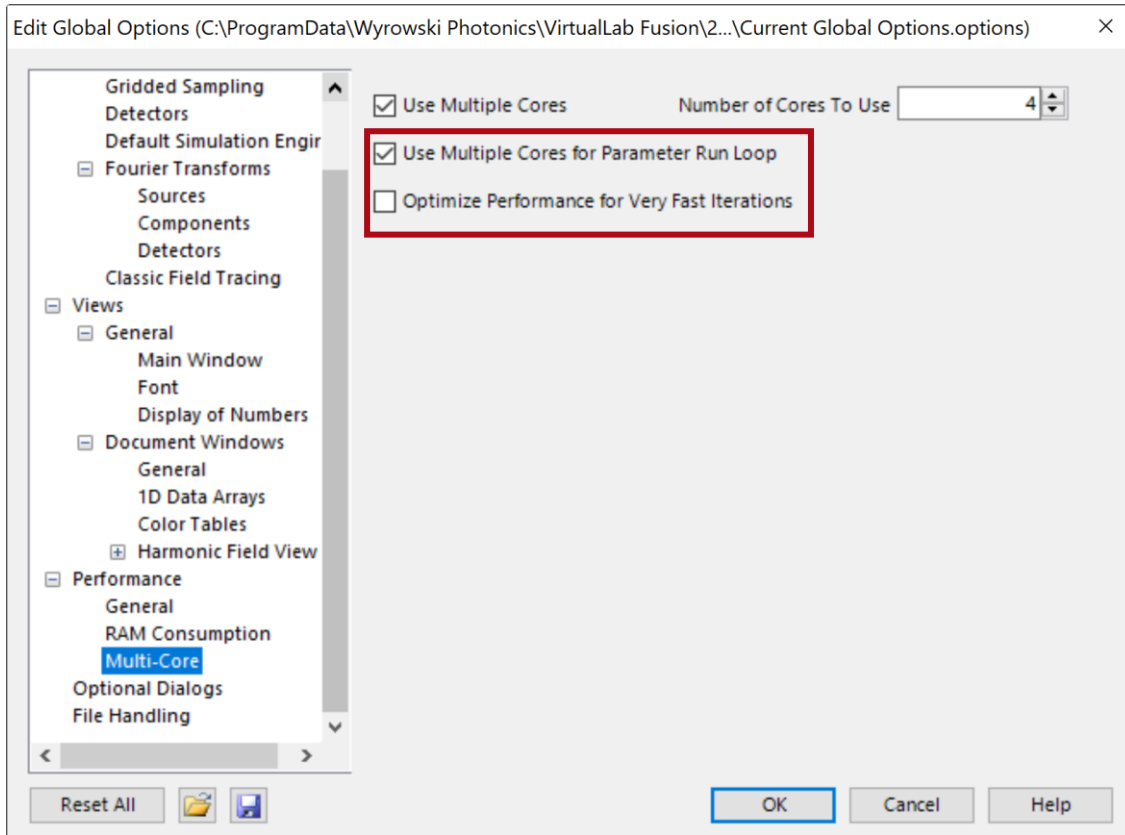 Edit Global Options (C:\ProgramData\Wyrowski Photonics\VirtualLab Fusion\2...\Current Global Options.options)
Gridded Sampling
Detectors
Default Simulation Engir
Fourier Transforms
Sources
Components
Detectors
Classic Field Tracing
Views
General
Main Window
Font
Display of Numbers
Document Windows
General
1D Data Arrays
Color Tables
Harmonic Field View
Performance
General
RAM Consumption
Multi-Core
Optional Dialogs
File Handling
Use Multiple Cores Number of Cores To Use 4
Use Multiple Cores for Parameter Run Loop
Optimize Performance for Very Fast Iterations
Reset All OK Cancel Help